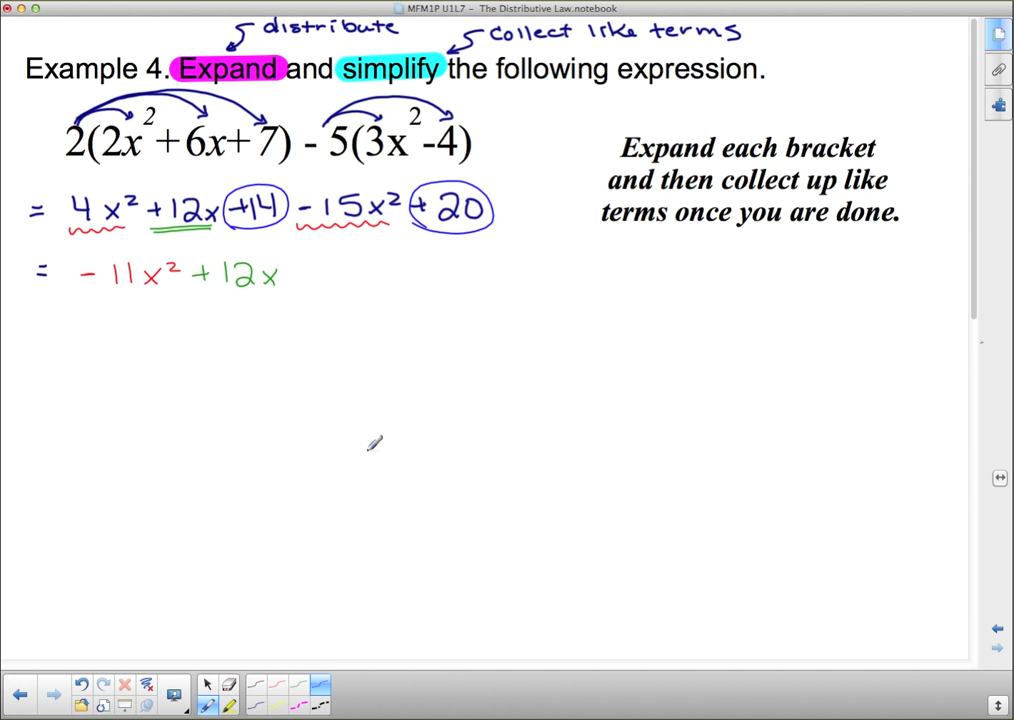 MFM1P U1L7 - The Distributive Law.notebook
distribute
collect like terms
Example 4. Expand and simplify the following expression.
2(2x² + 6x + 7) - 5(3x² - 4)
= 4x² + 12x + 14 - 15x² + 20
= - 11x² + 12x
Expand each bracket
and then collect up like
terms once you are done.